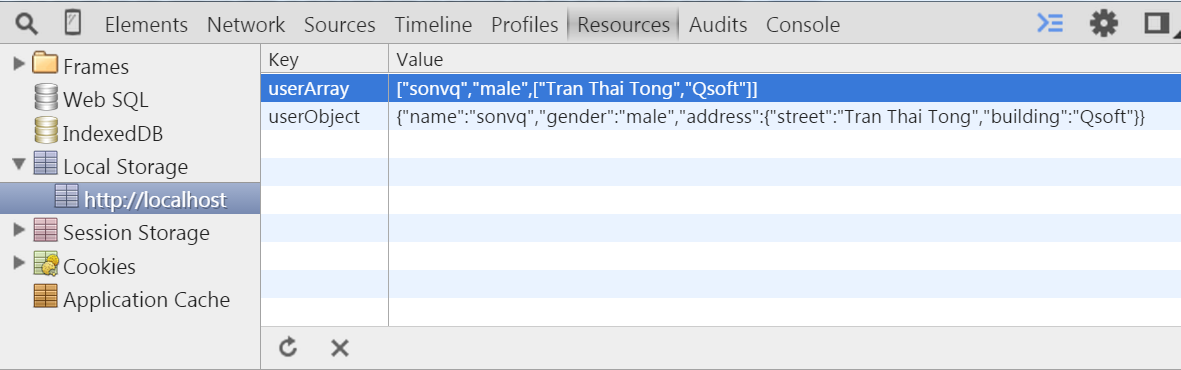 Elements Network Sources Timeline Profiles Resources Audits Console
Frames
Web SQL
IndexedDB
Local Storage
http://localhost
Session Storage
Cookies
Application Cache
Key Value
userArray ["sonvq","male",["Tran Thai Tong","Qsoft"]]
userObject {"name":"sonvq","gender":"male","address":{"street":"Tran Thai Tong","building":"Qsoft"}}